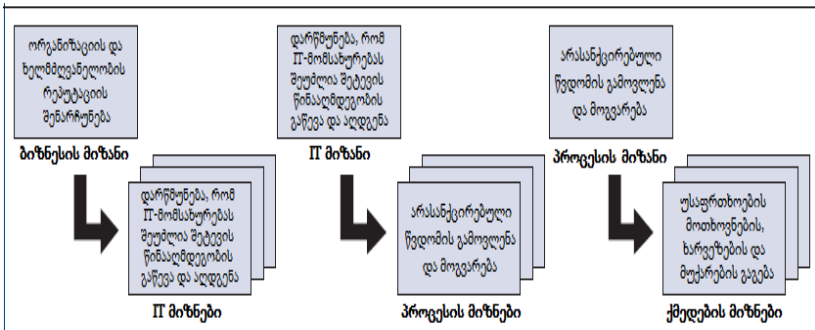 ორგანიზაციის და
ხელმძღვანელობის
რეპუტაციის
შენარჩუნება
ბიზნესის მიზანი
დარწმუნება, რომ
IT-მომსახურებას
შეუძლია შეტევის
წინააღმდეგობის
გაწევა და აღდგენა
IT მიზანი
არასანქცირებული
წვდომის გამოვლენა
და მოგვარება
პროცესის მიზანი
დარწმუნება, რომ
IT-მომსახურებას
შეუძლია შეტევის
წინააღმდეგობის
გაწევა და აღდგენა
IT მიზნები
არასანქცირებული
წვდომის გამოვლენა
და მოგვარება
პროცესის მიზნები
უსაფრთხოების
მოთხოვნების,
ხარვეზების და
მუქარების გაგება
ქმედების მიზნები